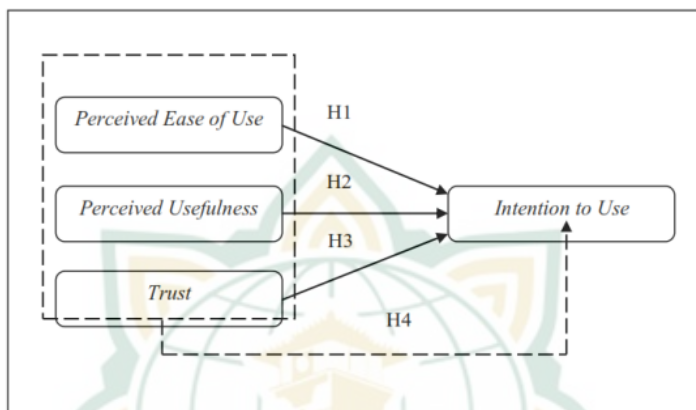 Perceived Ease of Use
H1
H2
Perceived Usefulness
Intention to Use
H3
Trust
H4